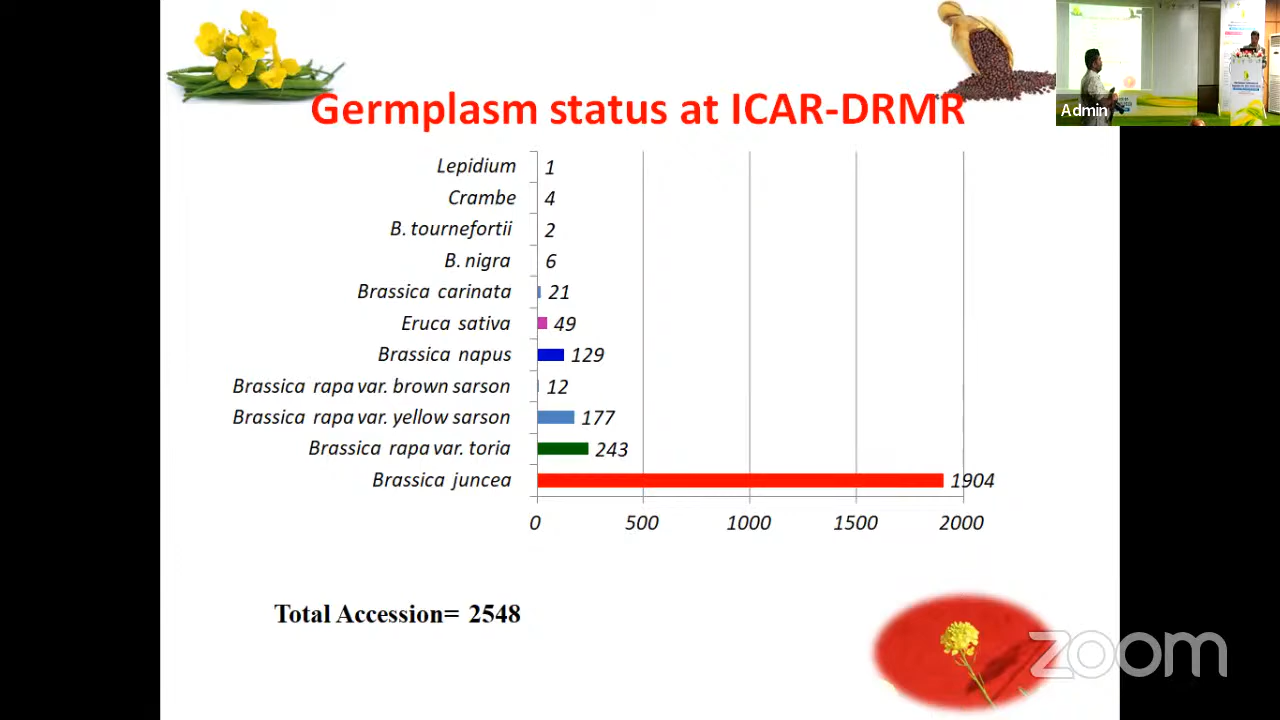 Germplasm status at ICAR-DRMR
Admin
Lepidium 1
Crambe 4
B. tournefortii 2
B. nigra 6
Brassica carinata 21
Eruca sativa 49
Brassica napus 129
Brassica rapa var. brown sarson 12
Brassica rapa var. yellow sarson 177
Brassica rapa var. toria 243
Brassica juncea 1904
0 500 1000 1500 2000
Total Accession= 2548
zoom